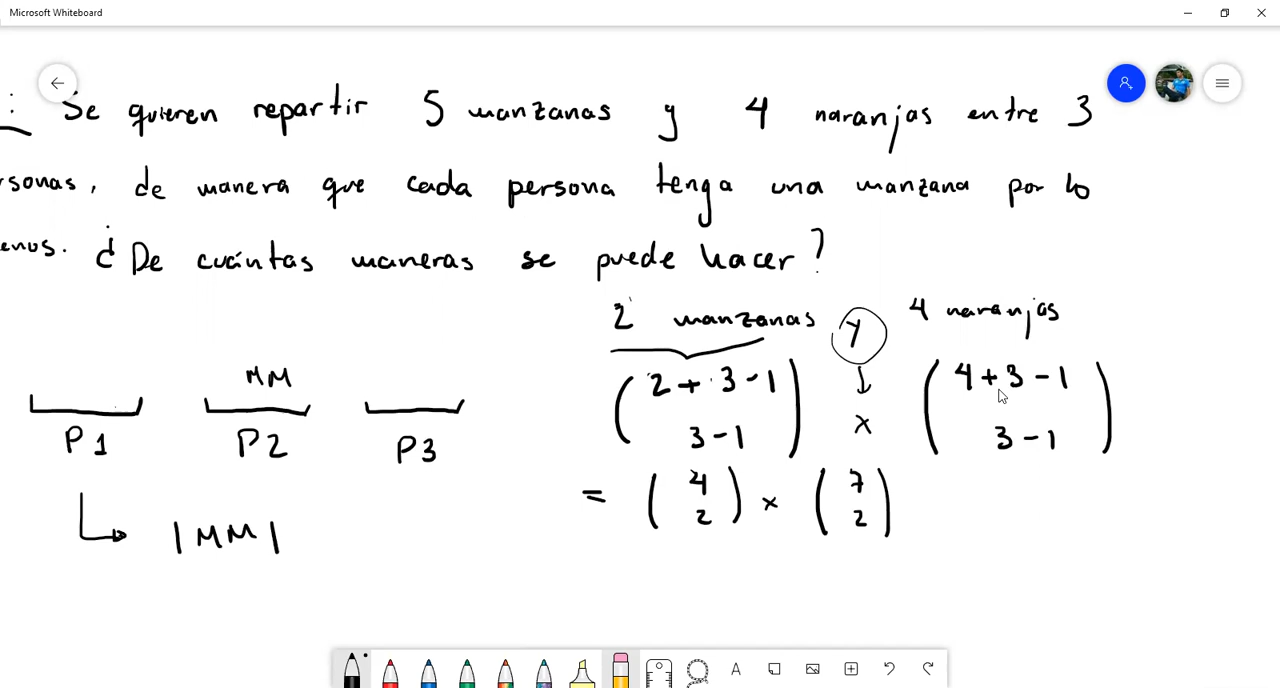 Microsoft Whiteboard
: Se quieren repartir 5 manzanas y 4 naranjas entre 3
rsonas, de manera que cada persona tenga una manzana por lo
enos. ¿De cuántas maneras se puede hacer?
2 manzanas Y 4 naranjas
MM
P1 P2 P3
(2+3-1
3-1) × (4+3-1
3-1)
= (4
2) × (7
2)
|MM|
A